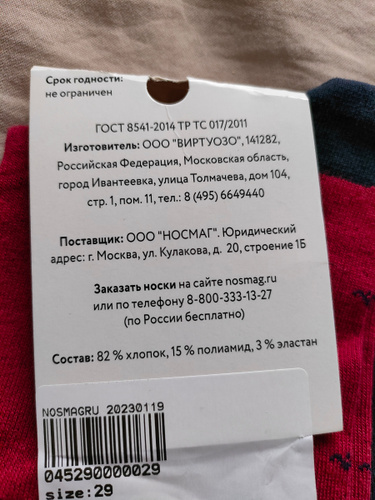 Срок годности:
не ограничен
ГОСТ 8541-2014 ТР ТС 017/2011
Изготовитель: ООО "ВИРТУОЗО", 141282,
Российская Федерация, Московская область,
город Ивантеевка, улица Толмачева, дом 104,
стр. 1, пом. 11, тел.: 8 (495) 6649440
Поставщик: ООО "НОСМАГ". Юридический
адрес: г. Москва, ул. Кулакова, д. 20, строение 1Б
Заказать носки на сайте nosmag.ru
или по телефону 8-800-333-13-27
(по России бесплатно)
Состав: 82 % хлопок, 15 % полиамид, 3 % эластан
NOSMAGRU 20230119
045290000029
size:29